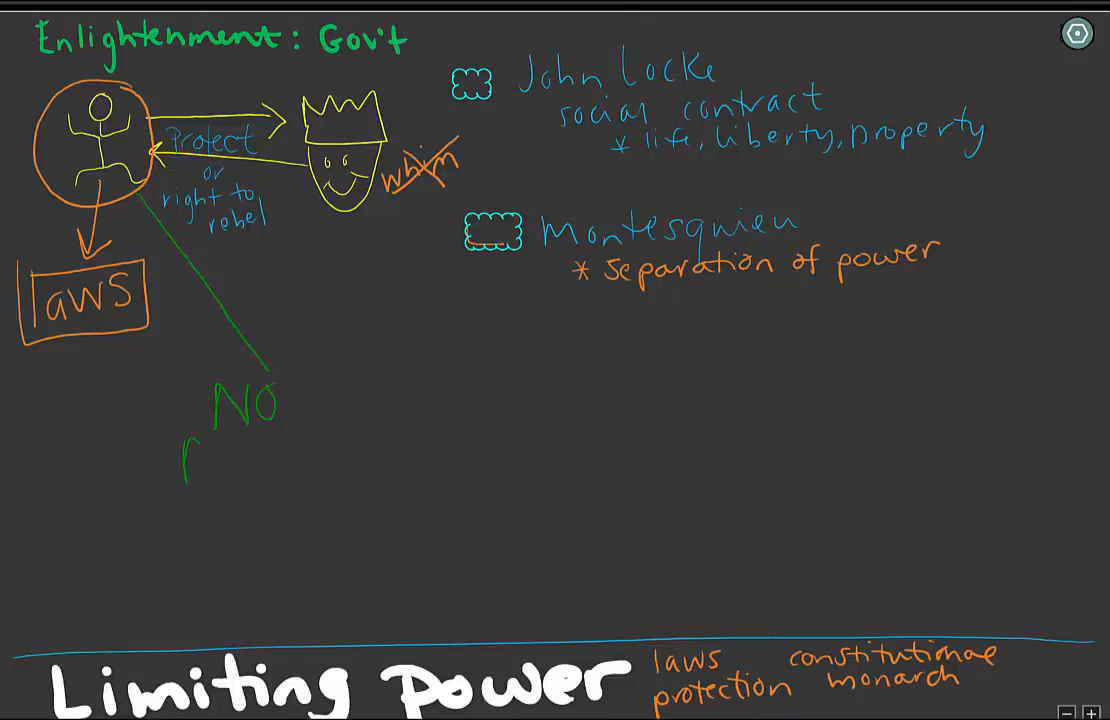 Enlightenment: Gov't
John Locke
social contract
* life, liberty, property
Protect
or
right to
rebel
whim
Montesquieu
* separation of power
laws
NO
r
Limiting Power
laws
protection
constitutional
monarch